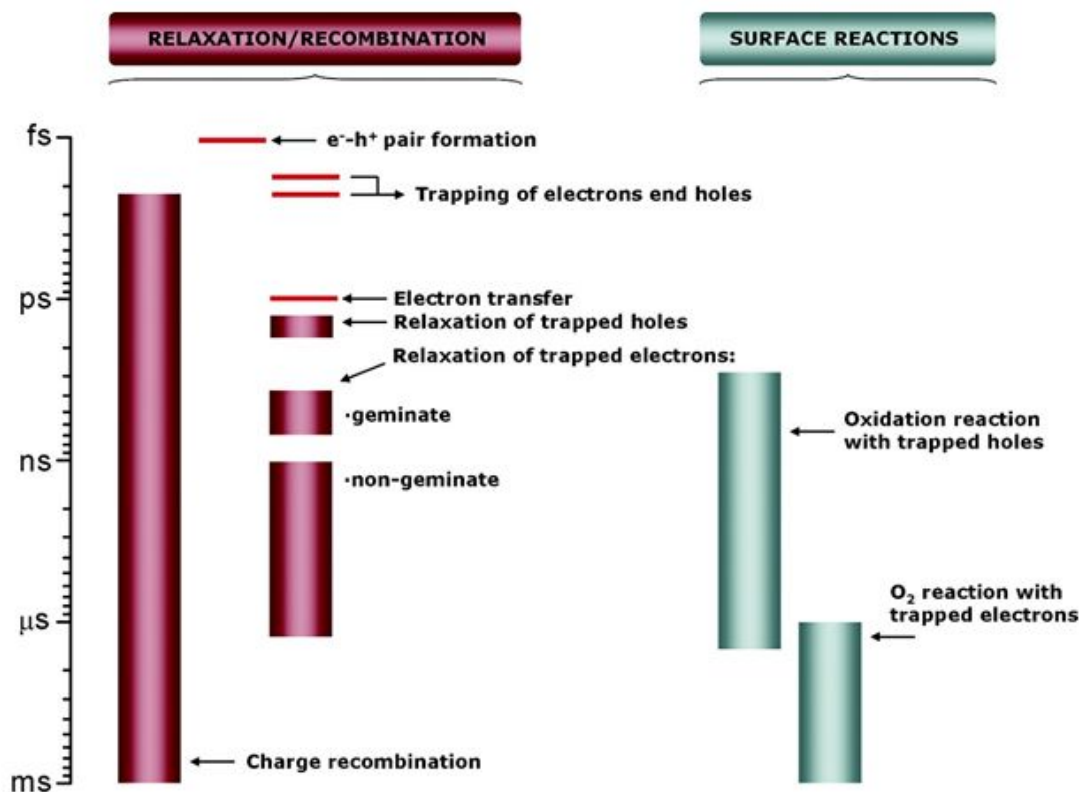 RELAXATION/RECOMBINATION
SURFACE REACTIONS
fs
e⁻-h⁺ pair formation
Trapping of electrons end holes
ps
Electron transfer
Relaxation of trapped holes
Relaxation of trapped electrons:
·geminate
Oxidation reaction
with trapped holes
ns
·non-geminate
O₂ reaction with
trapped electrons
μs
Charge recombination
ms